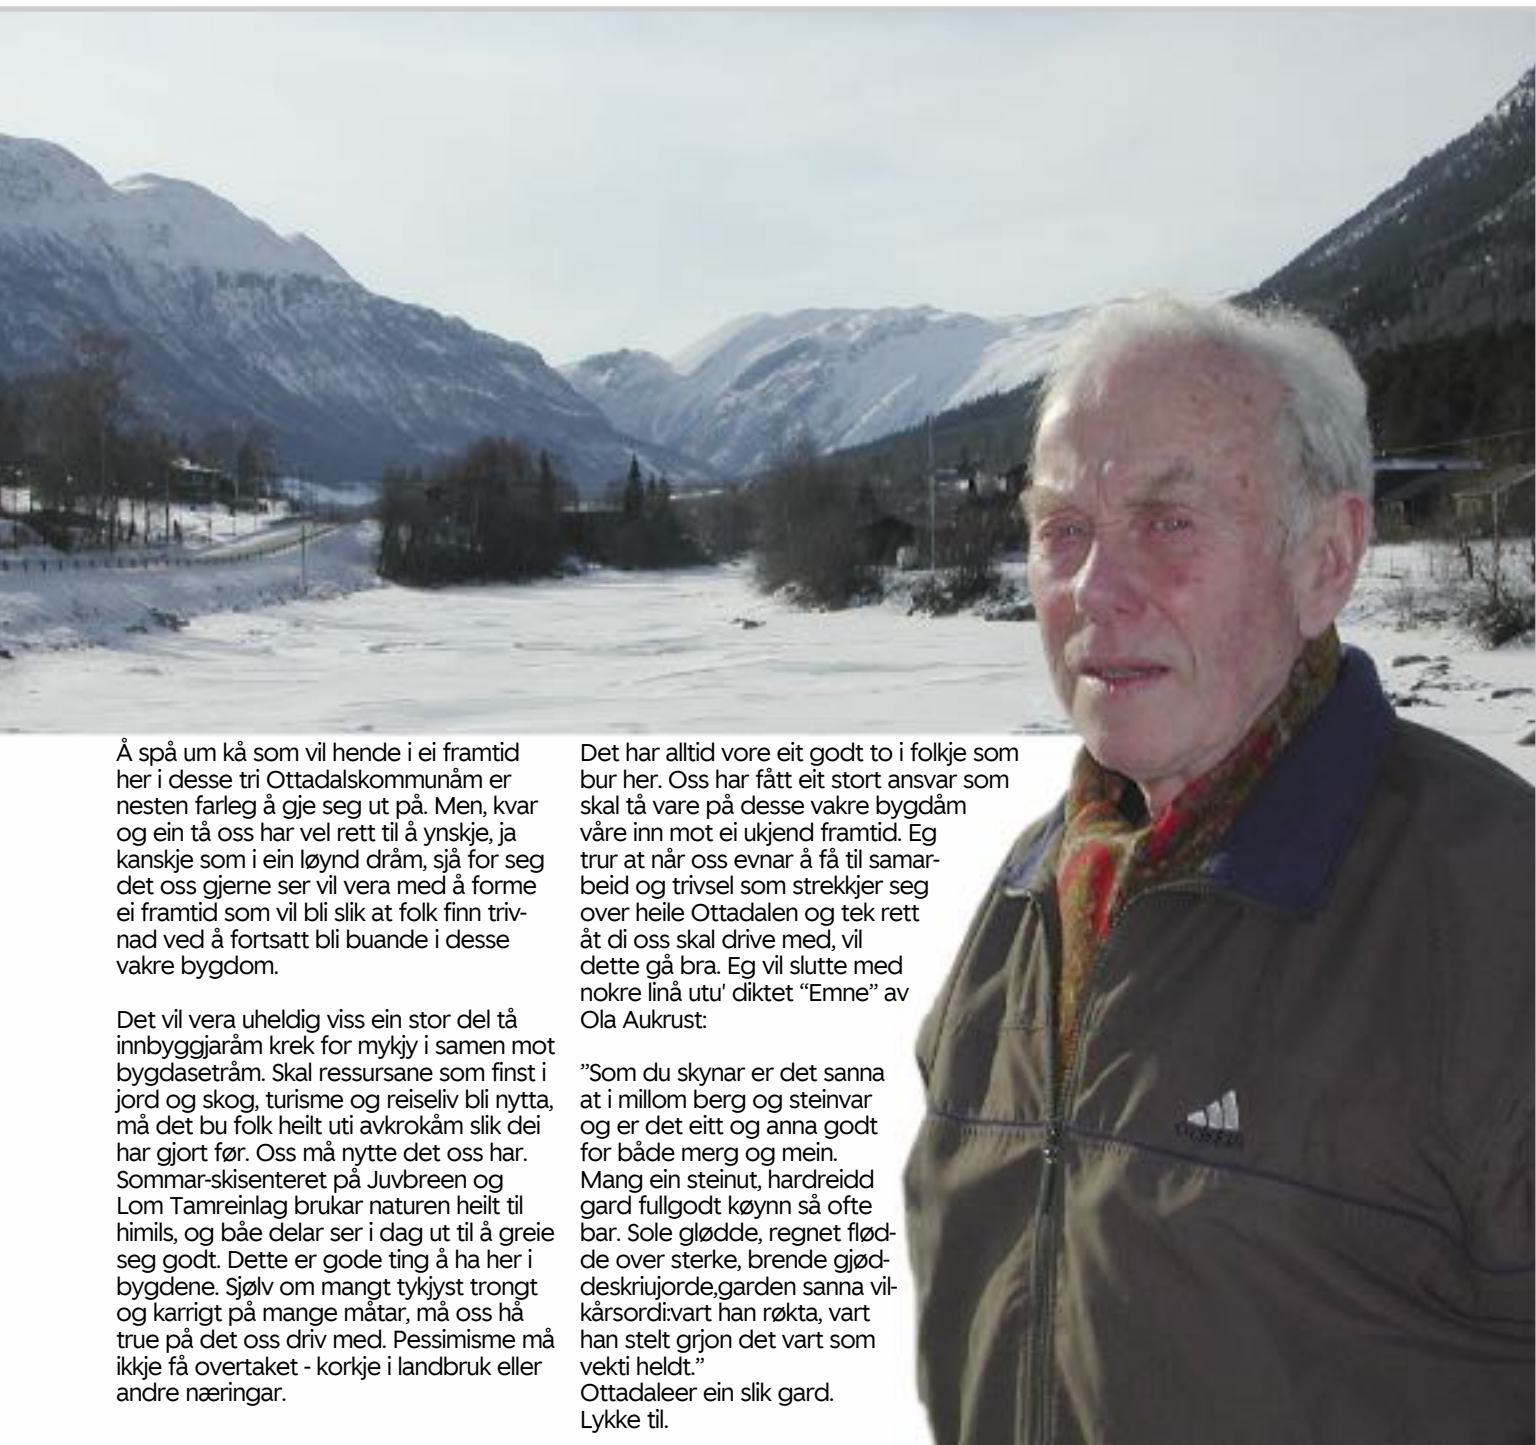 Å spå um kå som vil hende i ei framtid
her i desse tri Ottadalskommunåm er
nesten farleg å gje seg ut på. Men, kvar
og ein tå oss har vel rett til å ynskje, ja
kanskje som i ein løynd dråm, sjå for seg
det oss gjerne ser vil vera med å forme
ei framtid som vil bli slik at folk finn triv-
nad ved å fortsatt bli buande i desse
vakre bygdom.

Det vil vera uheldig viss ein stor del tå
innbyggjaråm krek for mykjy i samen mot
bygdasetråm. Skal ressursane som finst i
jord og skog, turisme og reiseliv bli nytta,
må det bu folk heilt uti avkrokåm slik dei
har gjort før. Oss må nytte det oss har.
Sommar-skisenteret på Juvbreen og
Lom Tamreinlag brukar naturen heilt til
himils, og båe delar ser i dag ut til å greie
seg godt. Dette er gode ting å ha her i
bygdene. Sjølv om mangt tykjyst trongt
og karrigt på mange måtar, må oss hå
true på det oss driv med. Pessimisme må
ikkje få overtaket - korkje i landbruk eller
andre næringar.

Det har alltid vore eit godt to i folkje som
bur her. Oss har fått eit stort ansvar som
skal tå vare på desse vakre bygdåm
våre inn mot ei ukjend framtid. Eg
trur at når oss evnar å få til samar-
beid og trivsel som strekkjer seg
over heile Ottadalen og tek rett
åt di oss skal drive med, vil
dette gå bra. Eg vil slutte med
nokre linå utu' diktet “Emne” av
Ola Aukrust:

”Som du skynar er det sanna
at i millom berg og steinvar
og er det eitt og anna godt
for både merg og mein.
Mang ein steinut, hardreidd
gard fullgodt køynn så ofte
bar. Sole glødde, regnet flød-
de over sterke, brende gjød-
deskriujorde,garden sanna vil-
kårsordi:vart han røkta, vart
han stelt grjon det vart som
vekti heldt.”
Ottadaleer ein slik gard.
Lykke til.